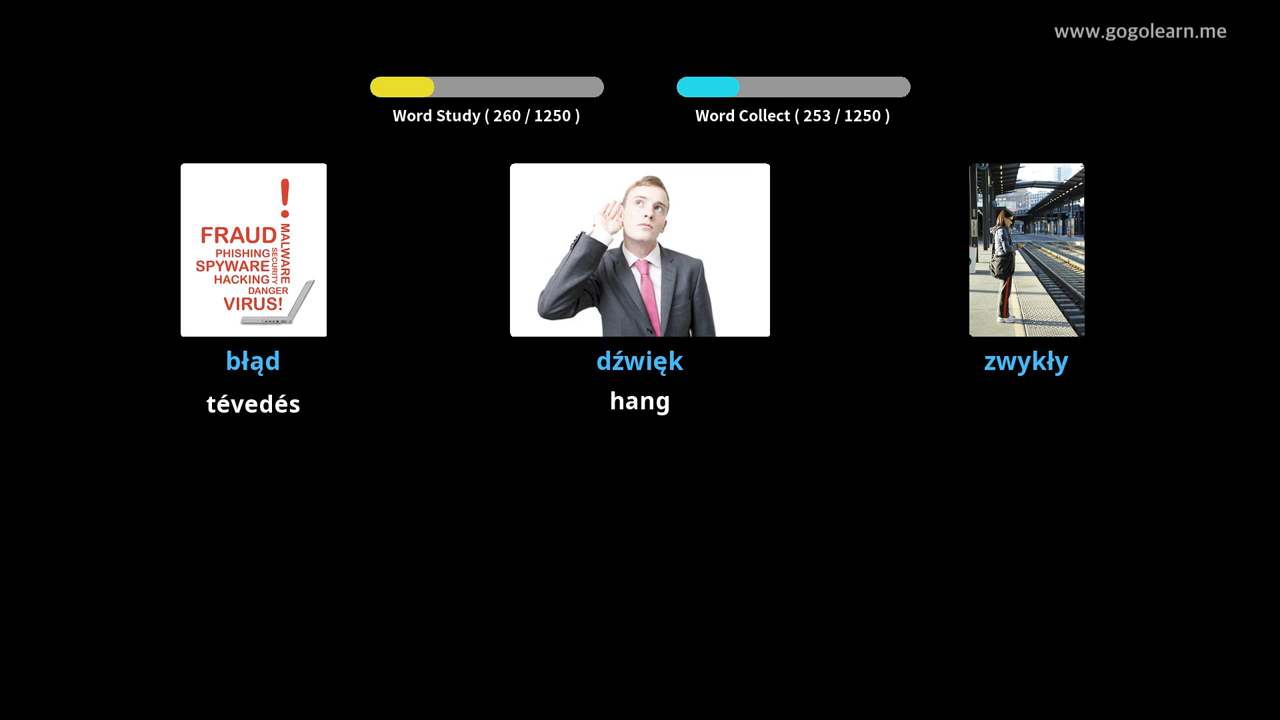 www.gogolearn.me
Word Study ( 260 / 1250 )
Word Collect ( 253 / 1250 )
!
FRAUD
MALWARE
PHISHING
SECURITY
SPYWARE
HACKING
DANGER
VIRUS!
błąd
dźwięk
zwykły
tévedés
hang